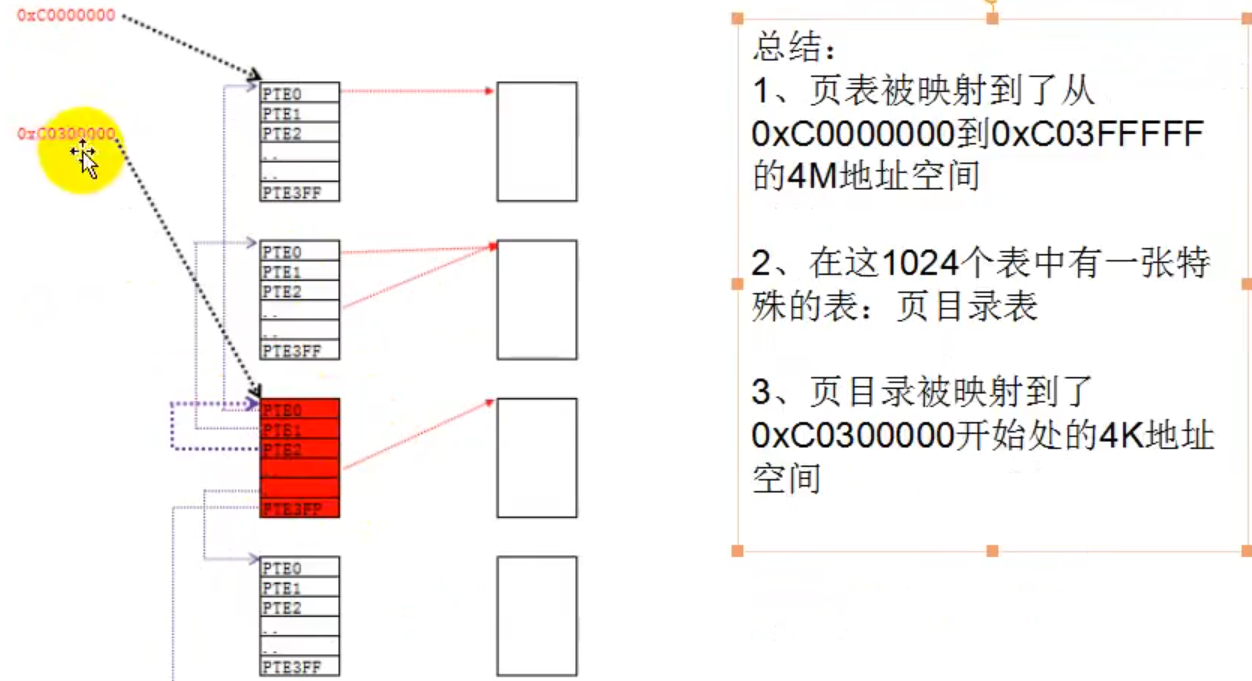 0xC0000000
PTE0
PTE1
PTE2
..
..
PTE3FF
0xC0300000
PTE0
PTE1
PTE2
..
..
PTE3FF
PTE0
PTE1
PTE2
..
PTE3FF
PTE0
PTE1
PTE2
..
..
PTE3FF
总结：
1、页表被映射到了从
0xC0000000到0xC03FFFFF
的4M地址空间
2、在这1024个表中有一张特
殊的表：页目录表
3、页目录被映射到了
0xC0300000开始处的4K地址
空间